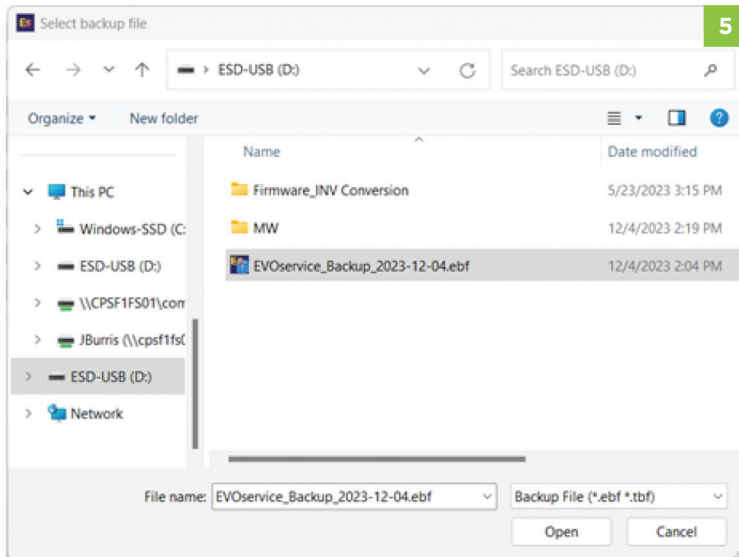 Es Select backup file
5
ESD-USB (D:)
Search ESD-USB (D:)
Organize
New folder
?
Name
Date modified
This PC
Windows-SSD (C:
ESD-USB (D:)
\\CPSF1FS01\com
JBurris (\\cpsf1fs0
ESD-USB (D:)
Network
Firmware_INV Conversion 5/23/2023 3:15 PM
MW 12/4/2023 2:19 PM
EVOservice_Backup_2023-12-04.ebf 12/4/2023 2:04 PM
File name: EVOservice_Backup_2023-12-04.ebf
Backup File (*.ebf *.tbf)
Open
Cancel